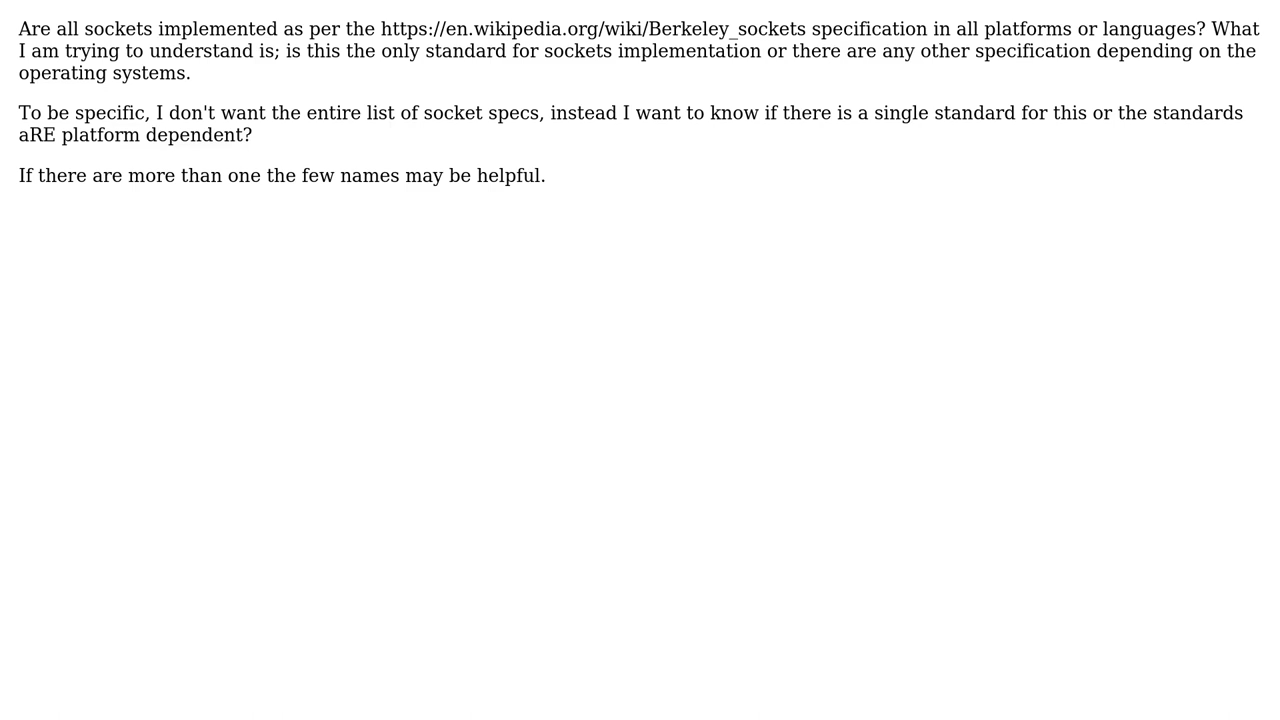 Are all sockets implemented as per the https://en.wikipedia.org/wiki/Berkeley_sockets specification in all platforms or languages? What
I am trying to understand is; is this the only standard for sockets implementation or there are any other specification depending on the
operating systems.
To be specific, I don't want the entire list of socket specs, instead I want to know if there is a single standard for this or the standards
aRE platform dependent?
If there are more than one the few names may be helpful.